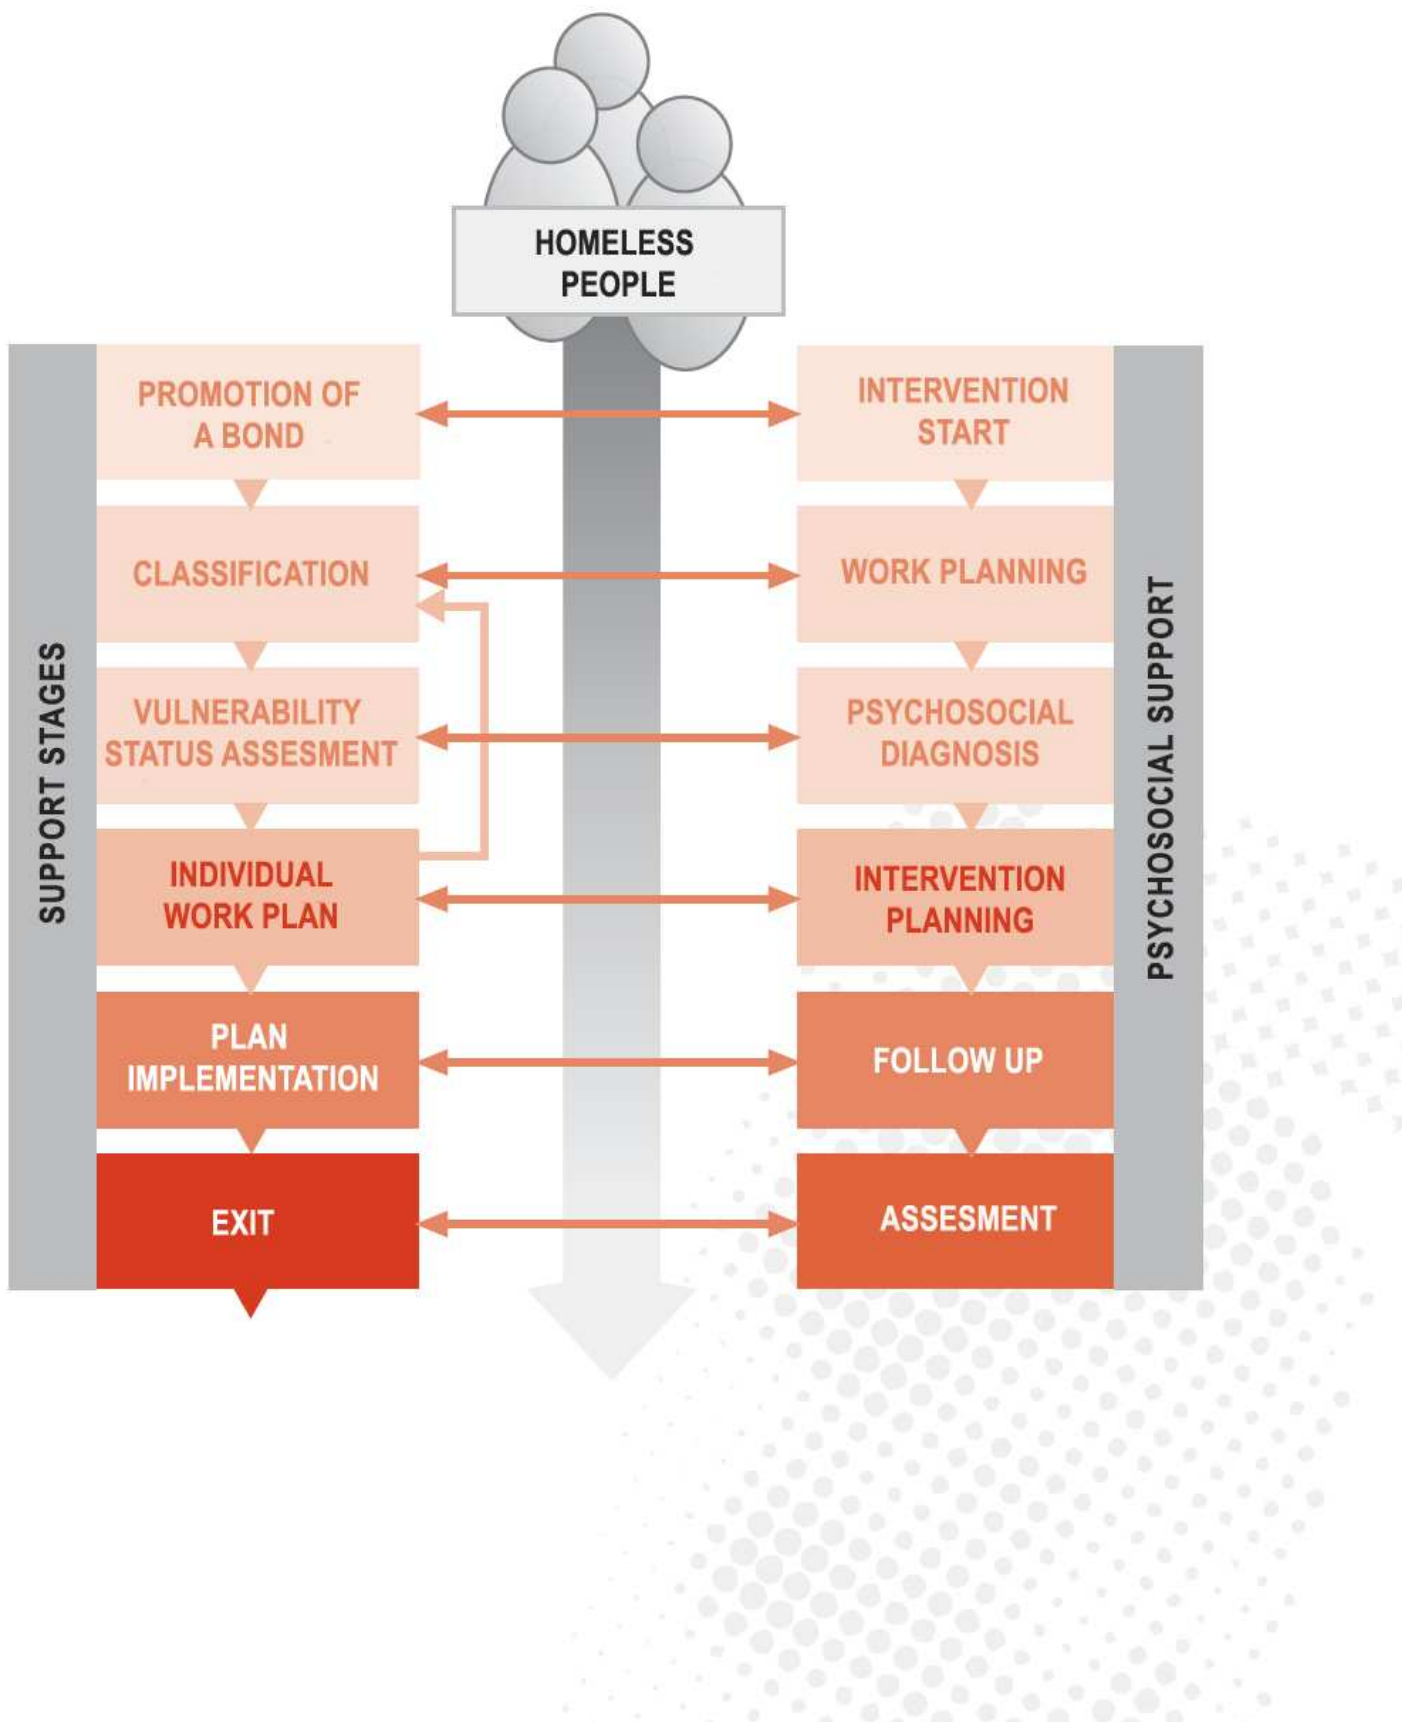 HOMELESS
PEOPLE
SUPPORT STAGES
PROMOTION OF
A BOND
CLASSIFICATION
VULNERABILITY
STATUS ASSESMENT
INDIVIDUAL
WORK PLAN
PLAN
IMPLEMENTATION
EXIT
INTERVENTION
START
WORK PLANNING
PSYCHOSOCIAL
DIAGNOSIS
INTERVENTION
PLANNING
FOLLOW UP
ASSESMENT
PSYCHOSOCIAL SUPPORT